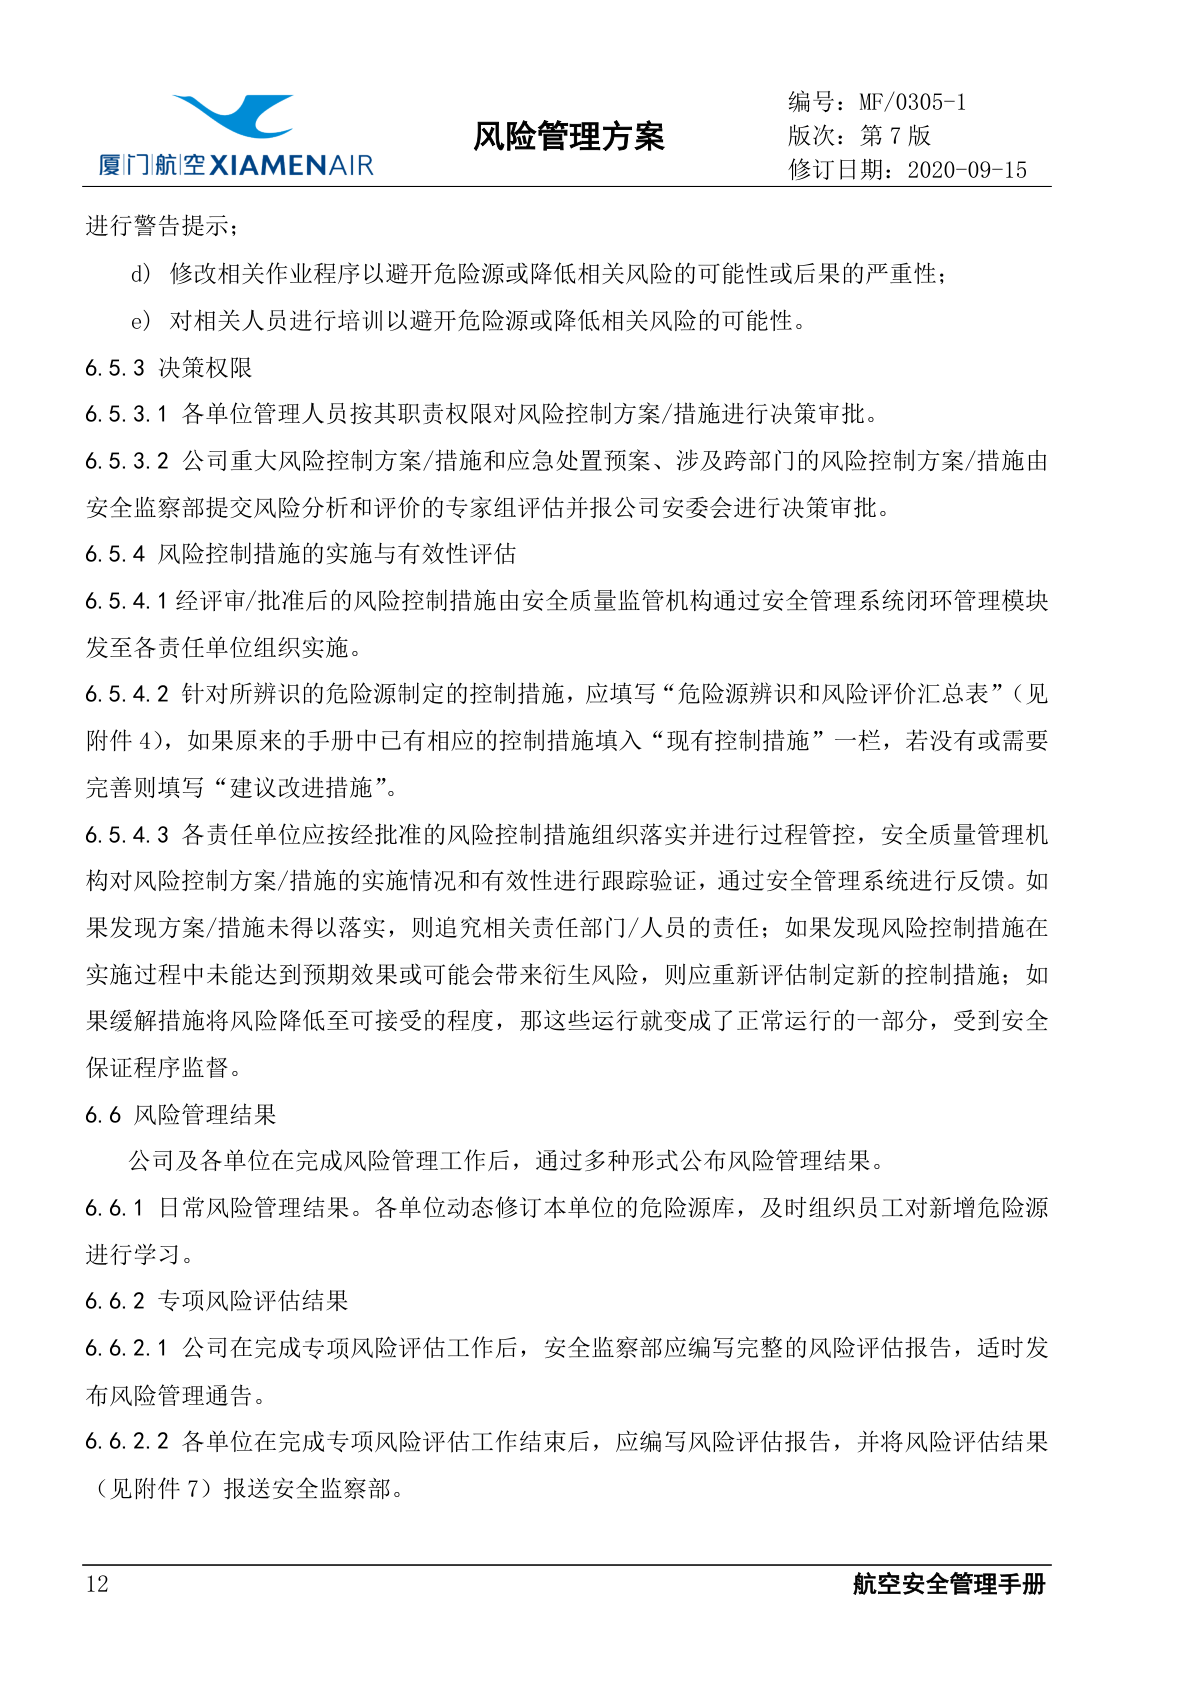 厦门航空 XIAMENAIR
风险管理方案
编号：MF/0305-1
版次：第 7 版
修订日期：2020-09-15
进行警告提示；
d) 修改相关作业程序以避开危险源或降低相关风险的可能性或后果的严重性；
e) 对相关人员进行培训以避开危险源或降低相关风险的可能性。
6.5.3 决策权限
6.5.3.1 各单位管理人员按其职责权限对风险控制方案/措施进行决策审批。
6.5.3.2 公司重大风险控制方案/措施和应急处置预案、涉及跨部门的风险控制方案/措施由
安全监察部提交风险分析和评价的专家组评估并报公司安委会进行决策审批。
6.5.4 风险控制措施的实施与有效性评估
6.5.4.1 经评审/批准后的风险控制措施由安全质量监管机构通过安全管理系统闭环管理模块
发至各责任单位组织实施。
6.5.4.2 针对所辨识的危险源制定的控制措施，应填写“危险源辨识和风险评价汇总表”（见
附件 4），如果原来的手册中已有相应的控制措施填入“现有控制措施”一栏，若没有或需要
完善则填写“建议改进措施”。
6.5.4.3 各责任单位应按经批准的风险控制措施组织落实并进行过程管控，安全质量管理机
构对风险控制方案/措施的实施情况和有效性进行跟踪验证，通过安全管理系统进行反馈。如
果发现方案/措施未得以落实，则追究相关责任部门/人员的责任；如果发现风险控制措施在
实施过程中未能达到预期效果或可能会带来衍生风险，则应重新评估制定新的控制措施；如
果缓解措施将风险降低至可接受的程度，那这些运行就变成了正常运行的一部分，受到安全
保证程序监督。
6.6 风险管理结果
公司及各单位在完成风险管理工作后，通过多种形式公布风险管理结果。
6.6.1 日常风险管理结果。各单位动态修订本单位的危险源库，及时组织员工对新增危险源
进行学习。
6.6.2 专项风险评估结果
6.6.2.1 公司在完成专项风险评估工作后，安全监察部应编写完整的风险评估报告，适时发
布风险管理通告。
6.6.2.2 各单位在完成专项风险评估工作结束后，应编写风险评估报告，并将风险评估结果
（见附件 7）报送安全监察部。
12
航空安全管理手册